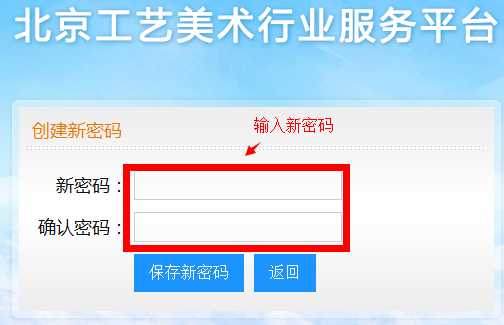 北京工艺美术行业服务平台
创建新密码
输入新密码
新密码：
确认密码：
保存新密码 返回